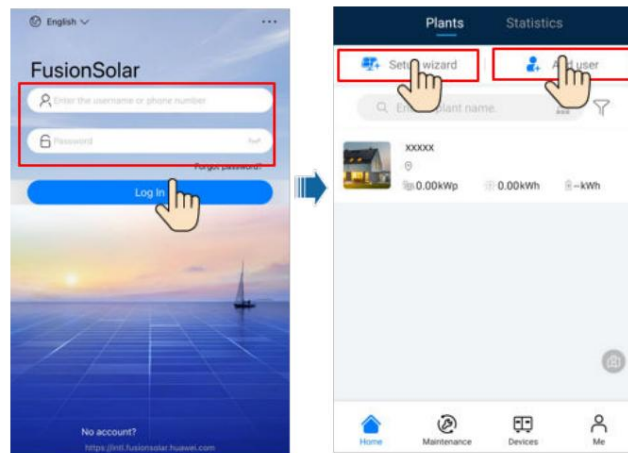 English
FusionSolar
Enter the username or phone number
Password
Forgot password?
Log In
No account?
https://intl.fusionsolar.huawei.com
Plants Statistics
Setup wizard
Add user
plant name.
xxxxx
0.00kWp 0.00kWh --kWh
Home Maintenance Devices Me